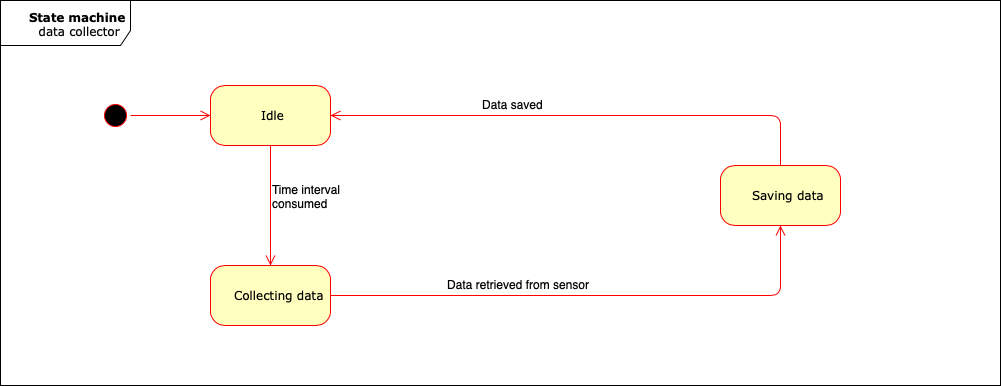 State machine
data collector
Idle
Data saved
Time interval
consumed
Saving data
Data retrieved from sensor
Collecting data